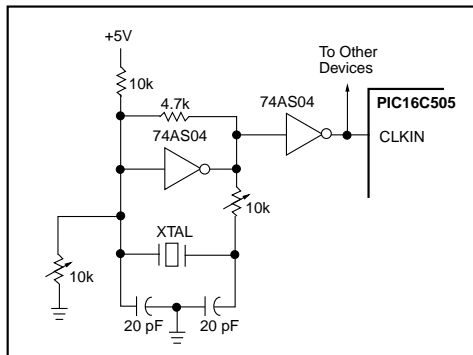 +5V
To Other
Devices
10k
4.7k
PIC16C505
74AS04
74AS04
CLKIN
10k
XTAL
10k
20 pF
20 pF